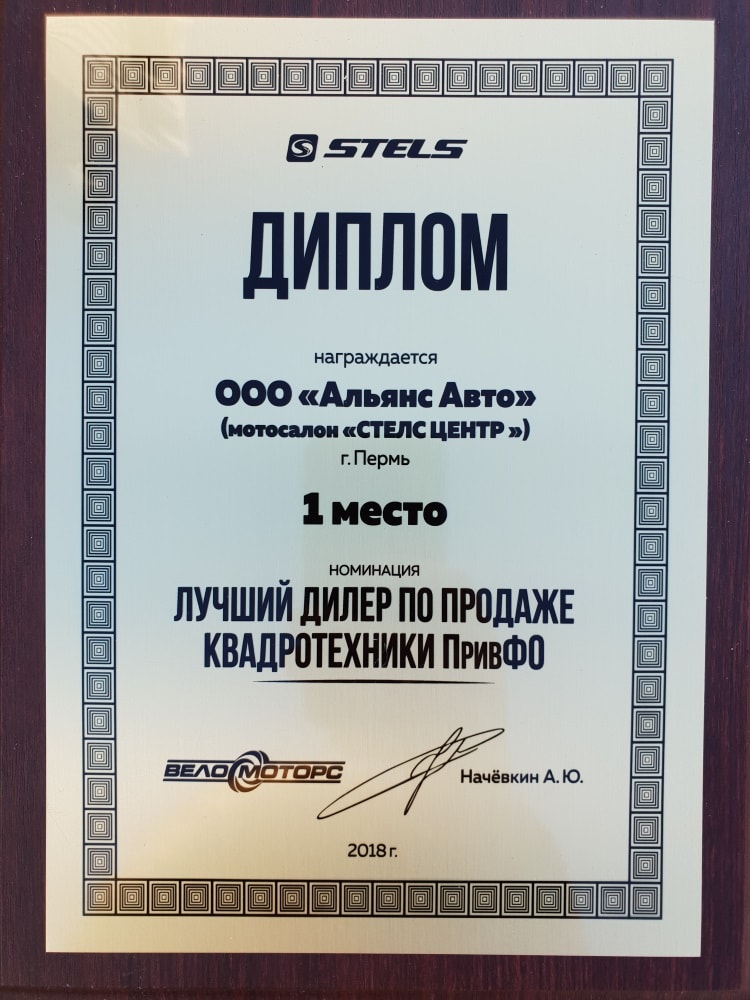 STELS
ДИПЛОМ
награждается
ООО «Альянс Авто»
(мотосалон «СТЕЛС ЦЕНТР »)
г. Пермь
1 место
номинация
ЛУЧШИЙ ДИЛЕР ПО ПРОДАЖЕ
КВАДРОТЕХНИКИ ПривФО
ВЕЛОМОТОРС
Начёвкин А. Ю.
2018 г.